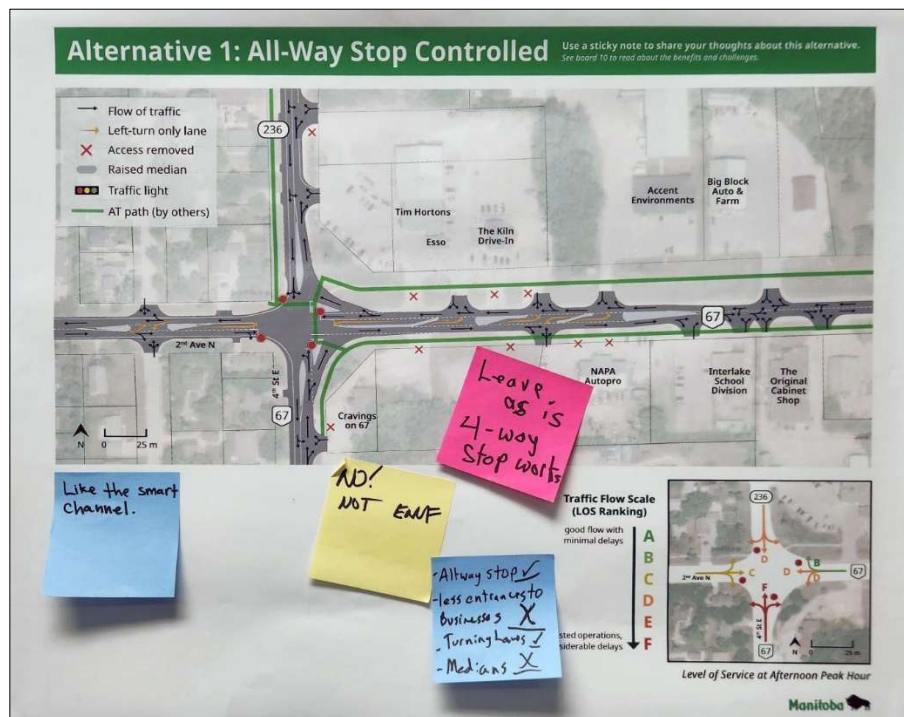 Alternative 1: All-Way Stop Controlled
Use a sticky note to share your thoughts about this alternative.
See board 10 to read about the benefits and challenges.
Flow of traffic
Left-turn only lane
Access removed
Raised median
Traffic light
AT path (by others)
236
Tim Hortons
Esso
The Kiln
Drive-In
Accent
Environments
Big Block
Auto &
Farm
67
2nd Ave N
4th St E
67
Cravings
on 67
NAPA
Autopro
Interlake
School
Division
The
Original
Cabinet
Shop
N
0 25 m
Leave
as is
4-way
Stop works
Like the smart
channel.
NO!
NOT ENUF
- Allway stop ✓
- less entrances to
Businesses X
- Turning Lanes ✓
- Medians X
Traffic Flow Scale
(LOS Ranking)
good flow with
minimal delays
A
B
C
D
E
F
sted operations,
siderable delays
236
D
B
C
D
D
F
2nd Ave N
67
4th St E
67
N
0 25 m
Level of Service at Afternoon Peak Hour
Manitoba